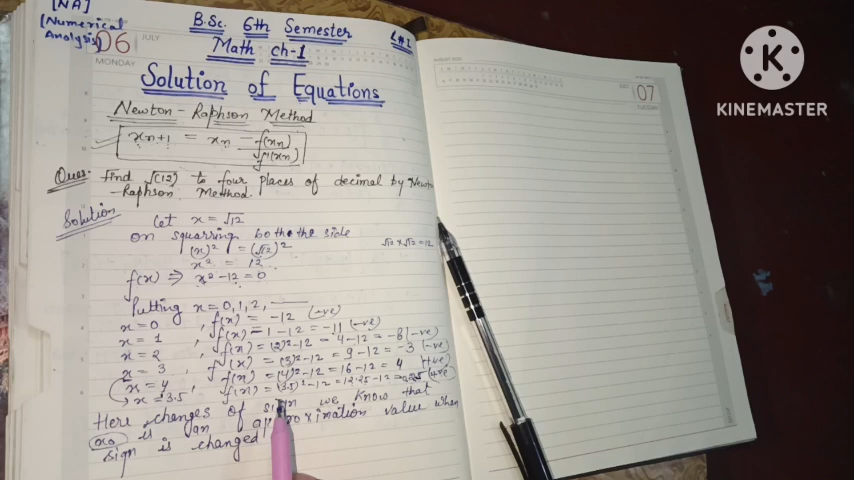 [NA]
[Numerical Analysis]
06 JULY
MONDAY
B.Sc. 6th Semester
Math ch-1
L#1
Solution of Equations
Newton-Raphson Method
xn+1 = xn - f(xn)/f'(xn)
Ques- Find √(12) to four places of decimal by Newton
-Raphson Method
Solution
Let x = √12
on squarring both the side
(x)² = (√12)²
√12 x √12 = 12
x² = 12
f(x) ⇒ x²-12 = 0
Putting x = 0, 1, 2,
x = 0, f(x) = -12 (-ve)
x = 1, f(x) = 1-12 = -11 (-ve)
x = 2, f(x) = (2)²-12 = 4-12 = -8 (-ve)
x = 3, f(x) = (3)²-12 = 9-12 = -3 (-ve)
x = 4, f(x) = (4)²-12 = 16-12 = 4 (+ve)
x = 3.5, f(x) = (3.5)²-12 = 12.25-12 = 0.25 (+ve)
Here changes of sign we know that
x0 is an approximation value when
sign is changed
07
TUESDAY
KINEMASTER